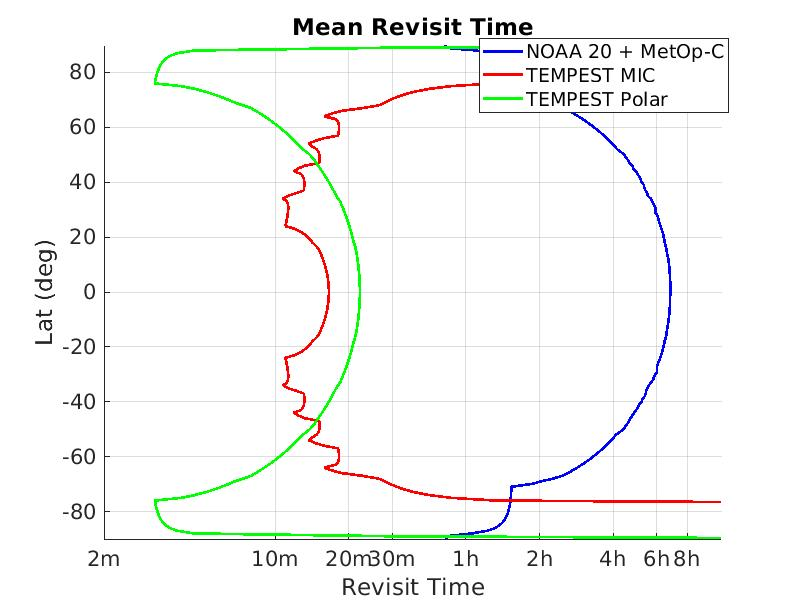 Mean Revisit Time
NOAA 20 + MetOp-C
TEMPEST MIC
TEMPEST Polar
80
60
40
20
0
-20
-40
-60
-80
Lat (deg)
2m 10m 20m 30m 1h 2h 4h 6h 8h
Revisit Time